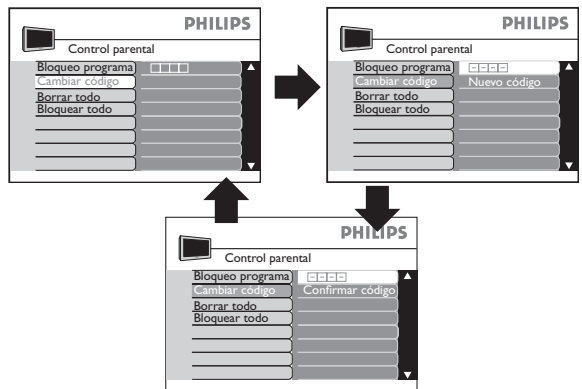 PHILIPS
Control parental
Bloqueo programa
Cambiar código
Borrar todo
Bloquear todo
PHILIPS
Control parental
Bloqueo programa - - - -
Cambiar código Nuevo código
Borrar todo
Bloquear todo
PHILIPS
Control parental
Bloqueo programa - - - -
Cambiar código Confirmar código
Borrar todo
Bloquear todo